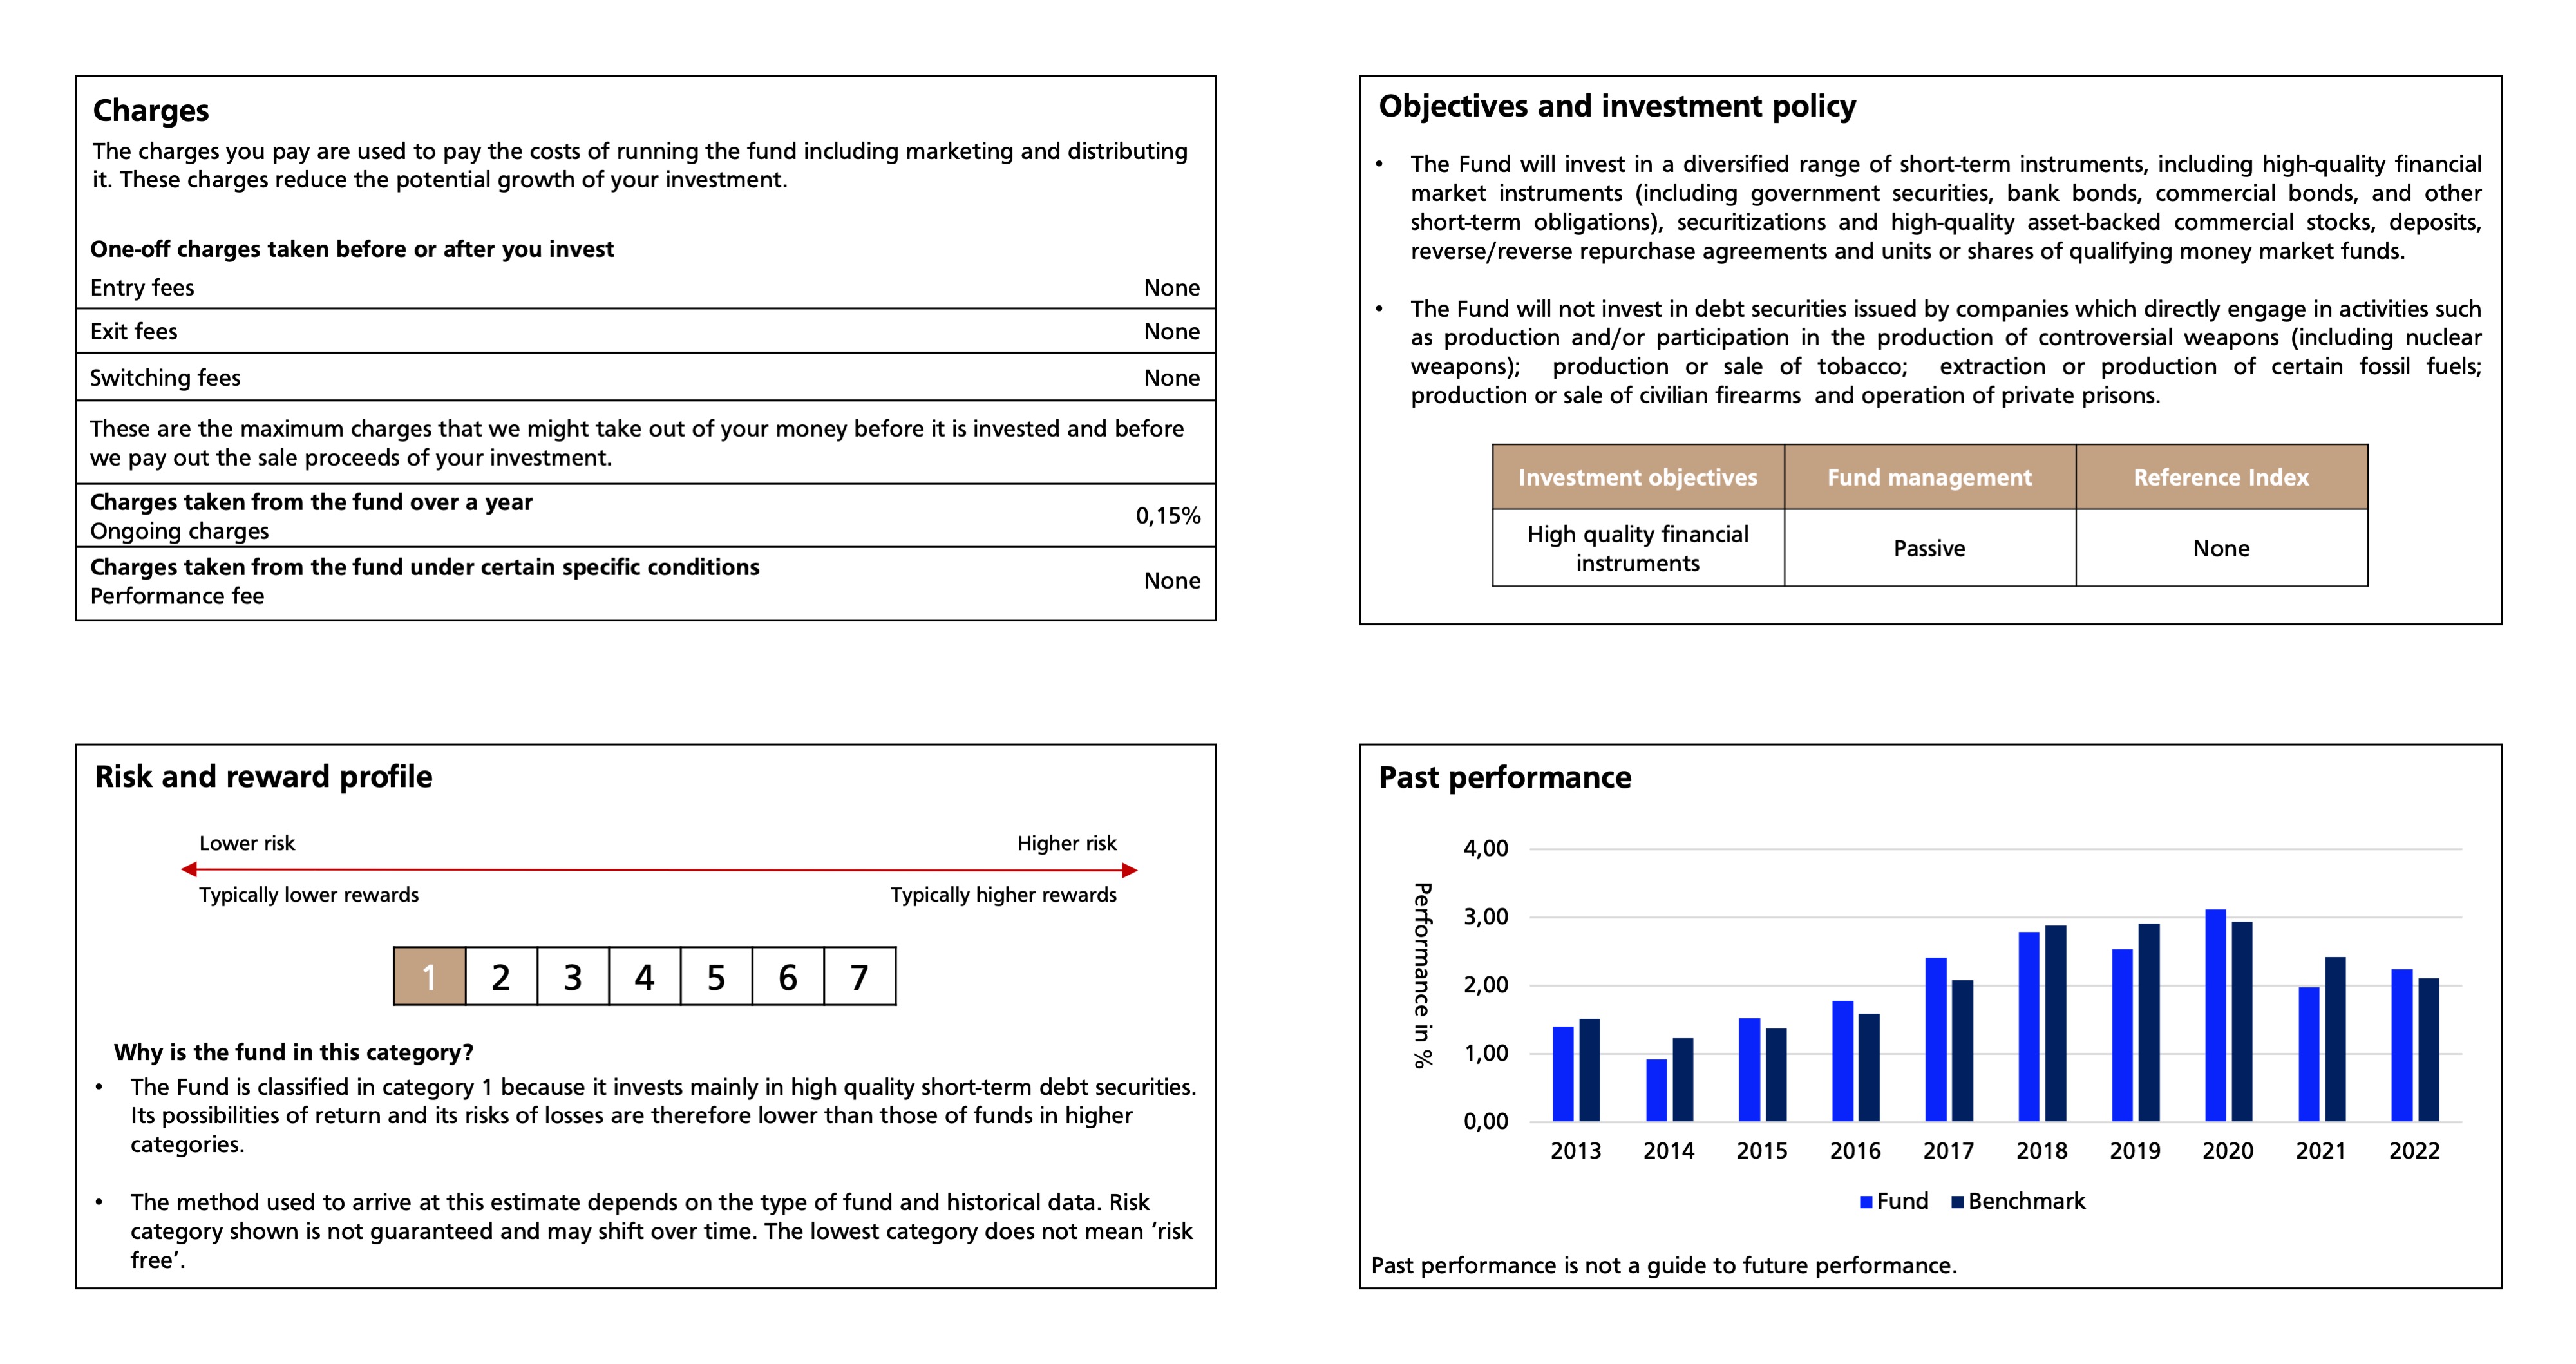 Charges
The charges you pay are used to pay the costs of running the fund including marketing and distributing
it. These charges reduce the potential growth of your investment.
One-off charges taken before or after you invest
Entry fees None
Exit fees None
Switching fees None
These are the maximum charges that we might take out of your money before it is invested and before
we pay out the sale proceeds of your investment.
Charges taken from the fund over a year
Ongoing charges
0,15%
Charges taken from the fund under certain specific conditions
Performance fee
None
Objectives and investment policy
• The Fund will invest in a diversified range of short-term instruments, including high-quality financial
market instruments (including government securities, bank bonds, commercial bonds, and other
short-term obligations), securitizations and high-quality asset-backed commercial stocks, deposits,
reverse/reverse repurchase agreements and units or shares of qualifying money market funds.
• The Fund will not invest in debt securities issued by companies which directly engage in activities such
as production and/or participation in the production of controversial weapons (including nuclear
weapons); production or sale of tobacco; extraction or production of certain fossil fuels;
production or sale of civilian firearms and operation of private prisons.
Investment objectives Fund management Reference Index
High quality financial
instruments
Passive None
Risk and reward profile
Lower risk Higher risk
Typically lower rewards Typically higher rewards
1 2 3 4 5 6 7
Why is the fund in this category?
• The Fund is classified in category 1 because it invests mainly in high quality short-term debt securities.
Its possibilities of return and its risks of losses are therefore lower than those of funds in higher
categories.
• The method used to arrive at this estimate depends on the type of fund and historical data. Risk
category shown is not guaranteed and may shift over time. The lowest category does not mean ‘risk
free’.
Past performance
Performance in %
4,00
3,00
2,00
1,00
0,00
2013 2014 2015 2016 2017 2018 2019 2020 2021 2022
Fund Benchmark
Past performance is not a guide to future performance.